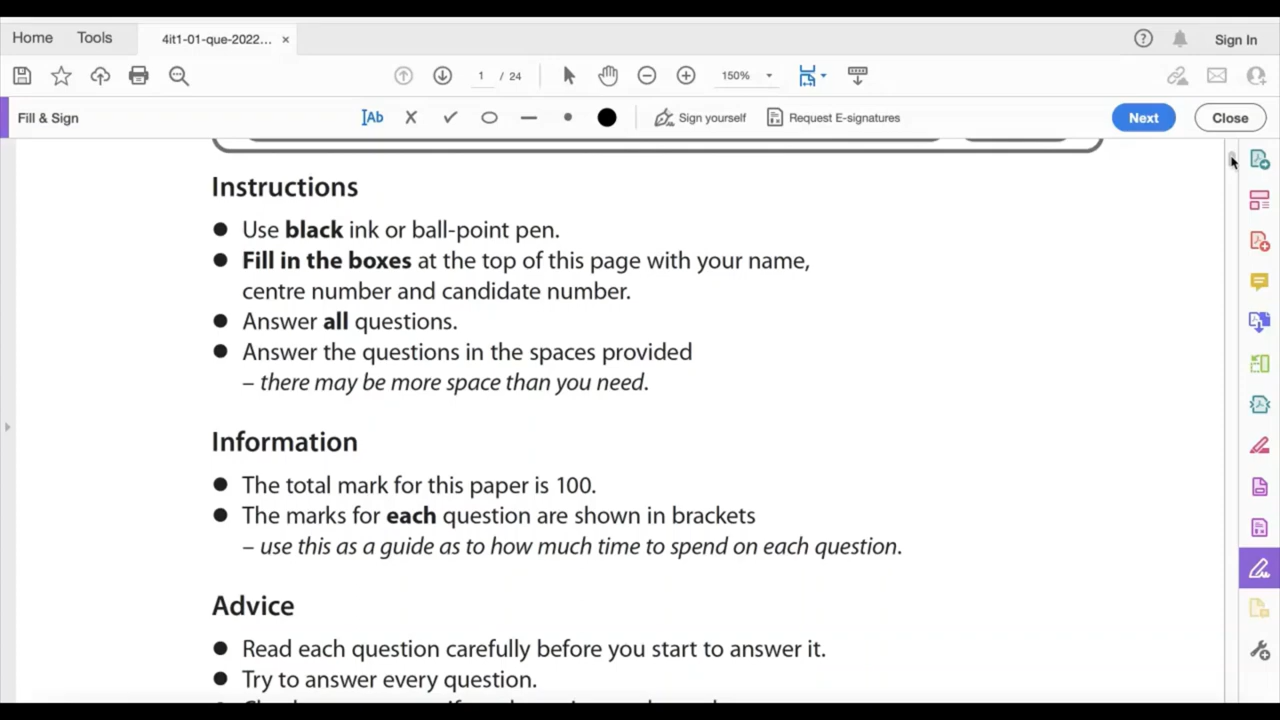 Home Tools 4it1-01-que-2022... × Sign In
1 / 24 150%
Fill & Sign Ab Sign yourself Request E-signatures Next Close
Instructions
● Use black ink or ball-point pen.
● Fill in the boxes at the top of this page with your name,
centre number and candidate number.
● Answer all questions.
● Answer the questions in the spaces provided
– there may be more space than you need.
Information
● The total mark for this paper is 100.
● The marks for each question are shown in brackets
– use this as a guide as to how much time to spend on each question.
Advice
● Read each question carefully before you start to answer it.
● Try to answer every question.